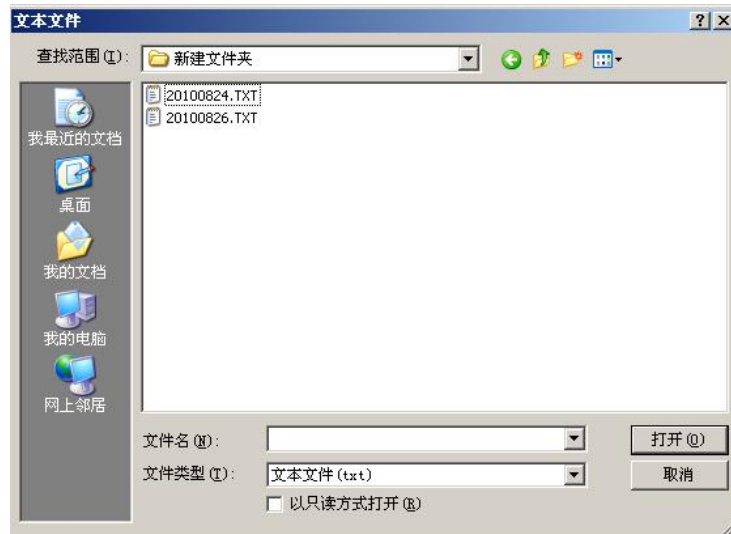 文本文件
查找范围(I):
新建文件夹
20100824.TXT
20100826.TXT
我最近的文档
桌面
我的文档
我的电脑
网上邻居
文件名(N):
打开(O)
文件类型(T):
文本文件(txt)
取消
以只读方式打开(R)